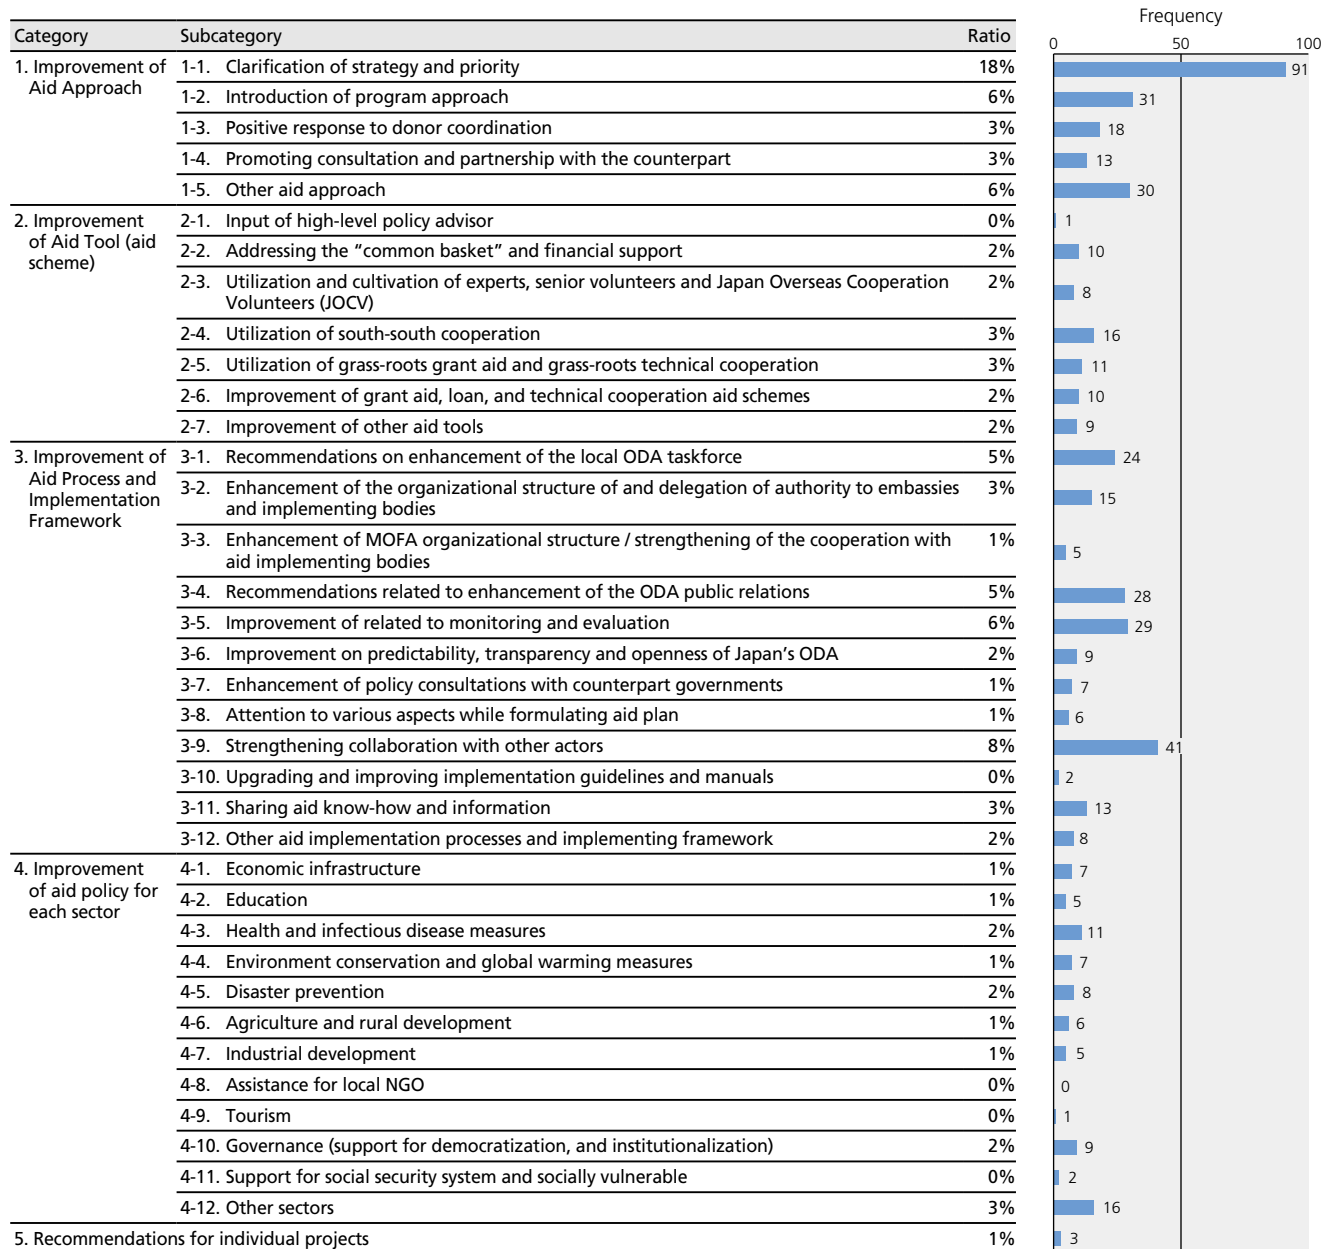 Frequency
Category Subcategory Ratio 0 50 100
1. Improvement of 1-1. Clarification of strategy and priority 18% 91
Aid Approach 1-2. Introduction of program approach 6% 31
1-3. Positive response to donor coordination 3% 18
1-4. Promoting consultation and partnership with the counterpart 3% 13
1-5. Other aid approach 6% 30
2. Improvement 2-1. Input of high-level policy advisor 0% 1
of Aid Tool (aid 2-2. Addressing the “common basket” and financial support 2% 10
scheme)
2-3. Utilization and cultivation of experts, senior volunteers and Japan Overseas Cooperation 2% 8
Volunteers (JOCV)
2-4. Utilization of south-south cooperation 3% 16
2-5. Utilization of grass-roots grant aid and grass-roots technical cooperation 3% 11
2-6. Improvement of grant aid, loan, and technical cooperation aid schemes 2% 10
2-7. Improvement of other aid tools 2% 9
3. Improvement of 3-1. Recommendations on enhancement of the local ODA taskforce 5% 24
Aid Process and 3-2. Enhancement of the organizational structure of and delegation of authority to embassies 3% 15
Implementation and implementing bodies
Framework
3-3. Enhancement of MOFA organizational structure / strengthening of the cooperation with 1% 5
aid implementing bodies
3-4. Recommendations related to enhancement of the ODA public relations 5% 28
3-5. Improvement of related to monitoring and evaluation 6% 29
3-6. Improvement on predictability, transparency and openness of Japan’s ODA 2% 9
3-7. Enhancement of policy consultations with counterpart governments 1% 7
3-8. Attention to various aspects while formulating aid plan 1% 6
3-9. Strengthening collaboration with other actors 8% 41
3-10. Upgrading and improving implementation guidelines and manuals 0% 2
3-11. Sharing aid know-how and information 3% 13
3-12. Other aid implementation processes and implementing framework 2% 8
4. Improvement 4-1. Economic infrastructure 1% 7
of aid policy for 4-2. Education 1% 5
each sector
4-3. Health and infectious disease measures 2% 11
4-4. Environment conservation and global warming measures 1% 7
4-5. Disaster prevention 2% 8
4-6. Agriculture and rural development 1% 6
4-7. Industrial development 1% 5
4-8. Assistance for local NGO 0% 0
4-9. Tourism 0% 1
4-10. Governance (support for democratization, and institutionalization) 2% 9
4-11. Support for social security system and socially vulnerable 0% 2
4-12. Other sectors 3% 16
5. Recommendations for individual projects 1% 3